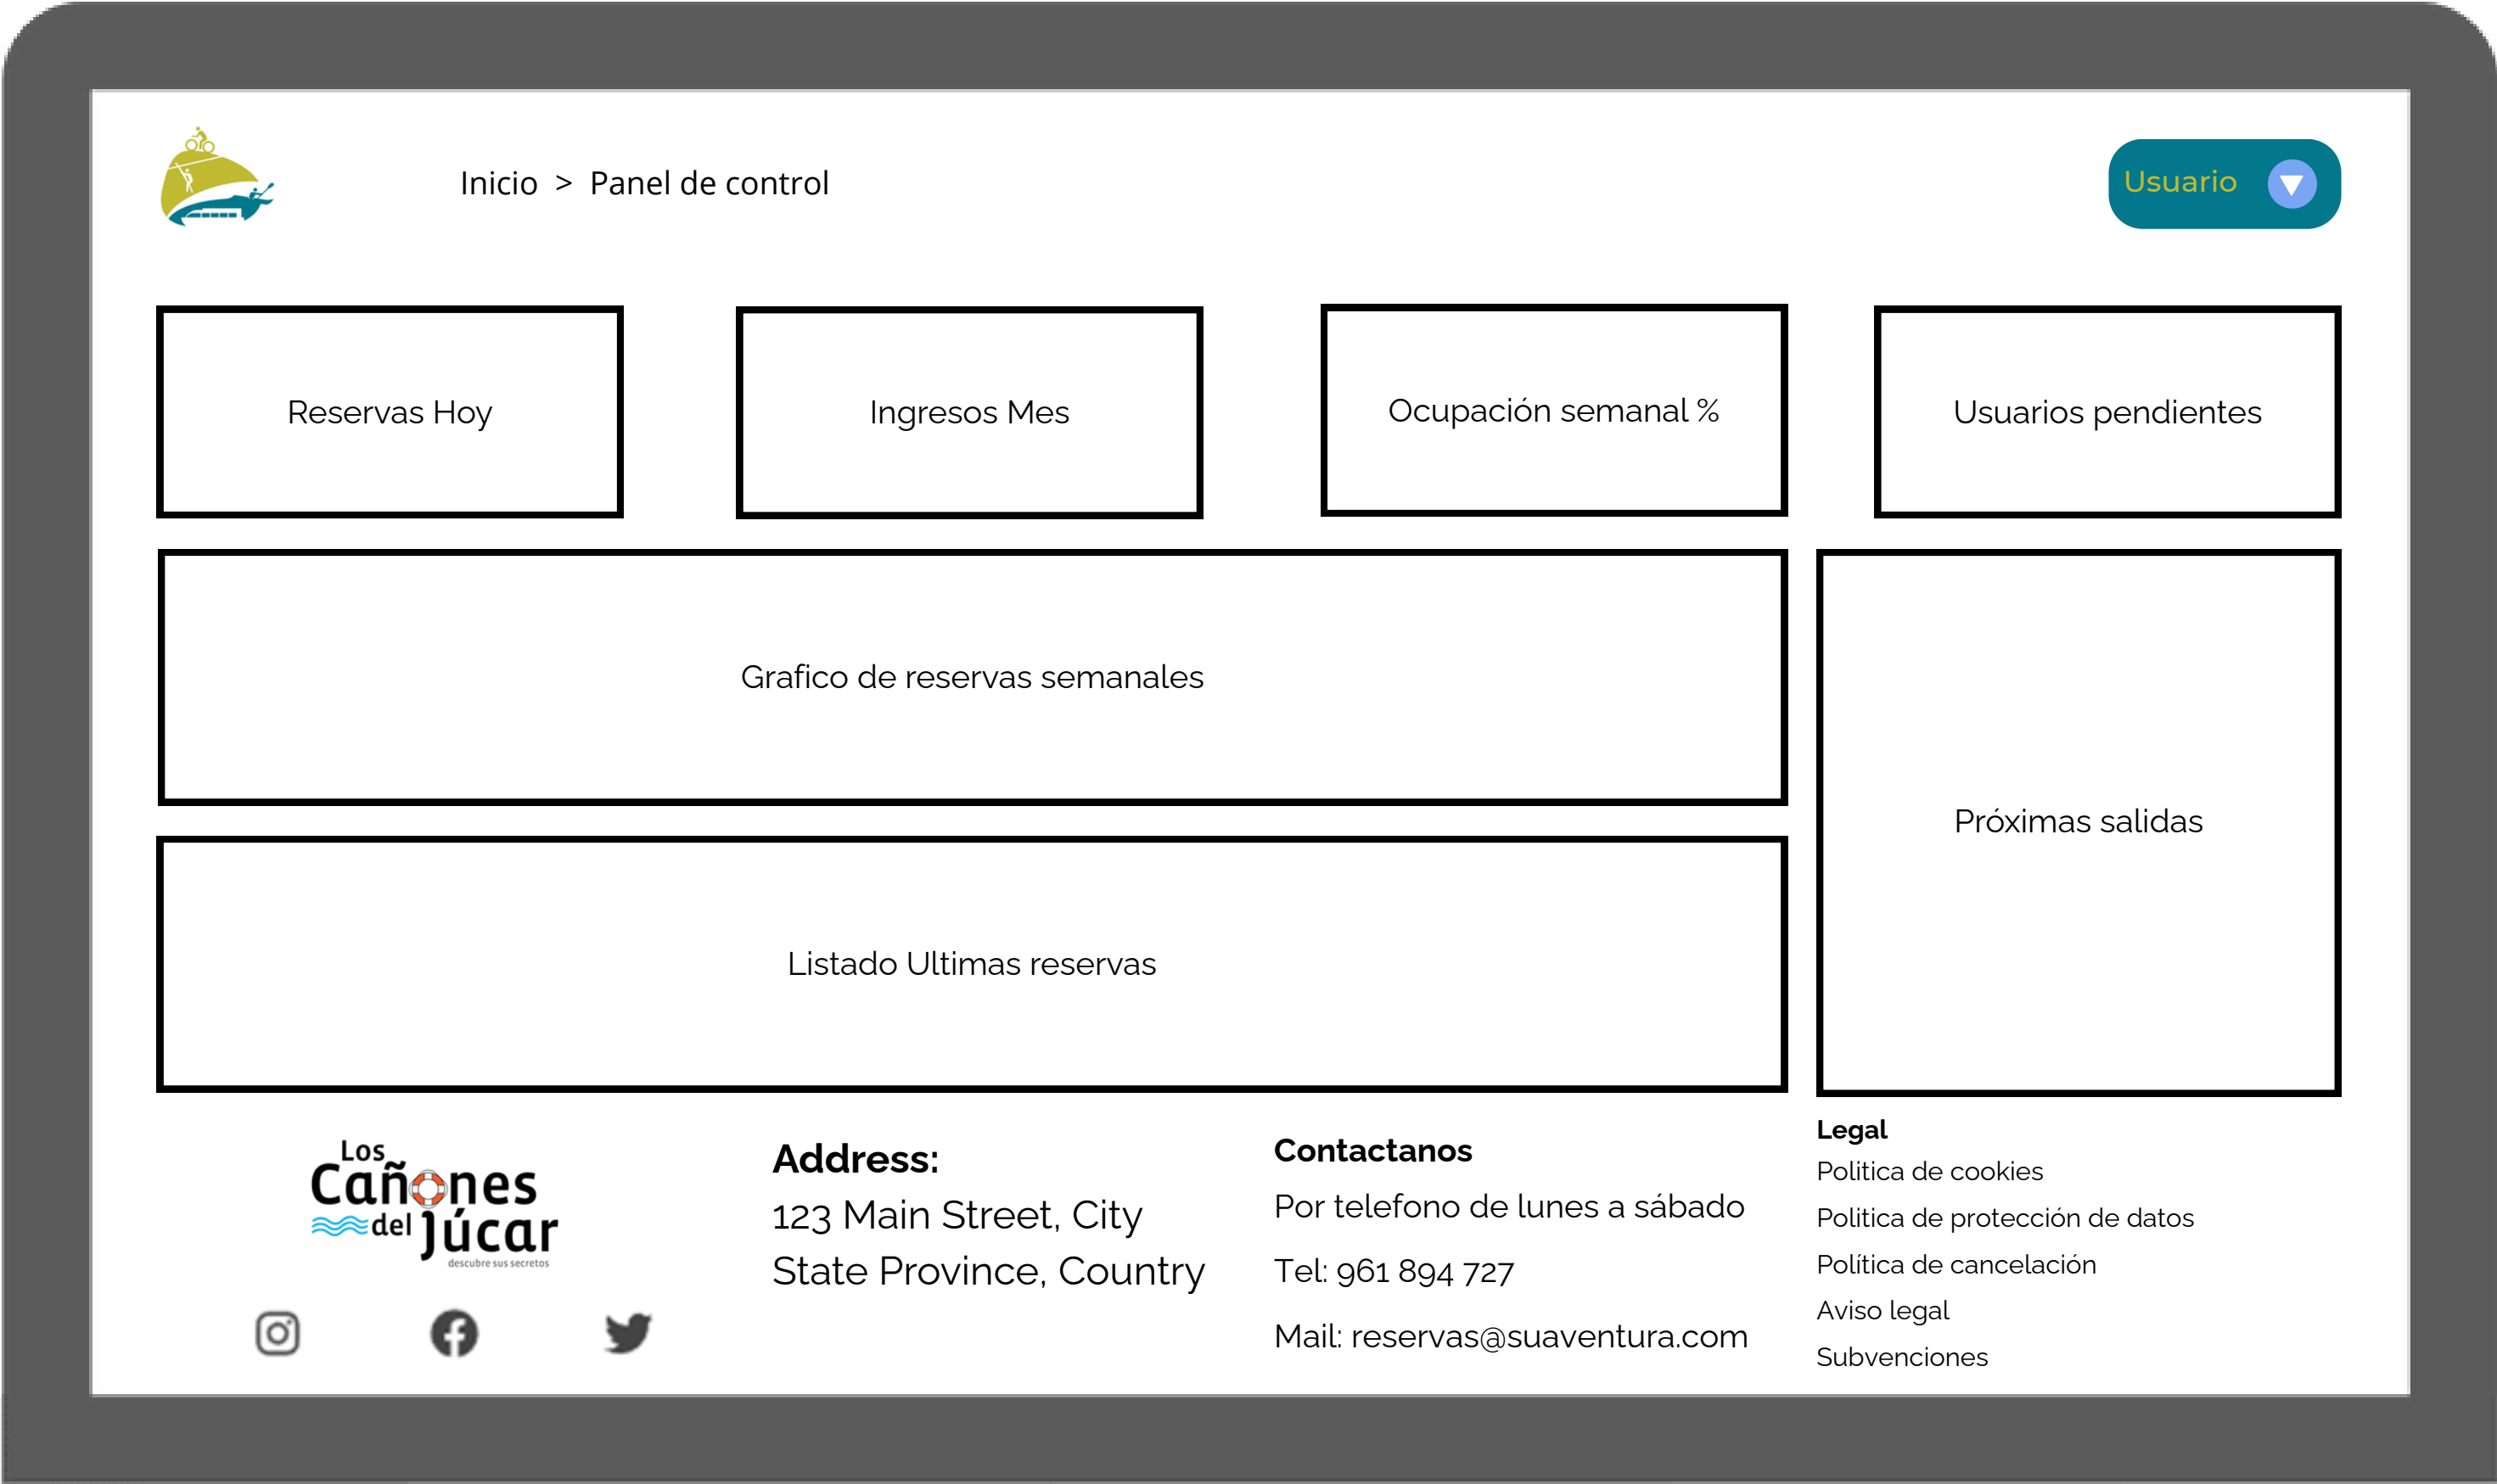 Inicio > Panel de control
Usuario
Reservas Hoy
Ingresos Mes
Ocupación semanal %
Usuarios pendientes
Grafico de reservas semanales
Próximas salidas
Listado Ultimas reservas
Los
Cañones
del Júcar
descubre sus secretos
Address:
123 Main Street, City
State Province, Country
Contactanos
Por telefono de lunes a sábado
Tel: 961 894 727
Mail: reservas@suaventura.com
Legal
Politica de cookies
Politica de protección de datos
Política de cancelación
Aviso legal
Subvenciones